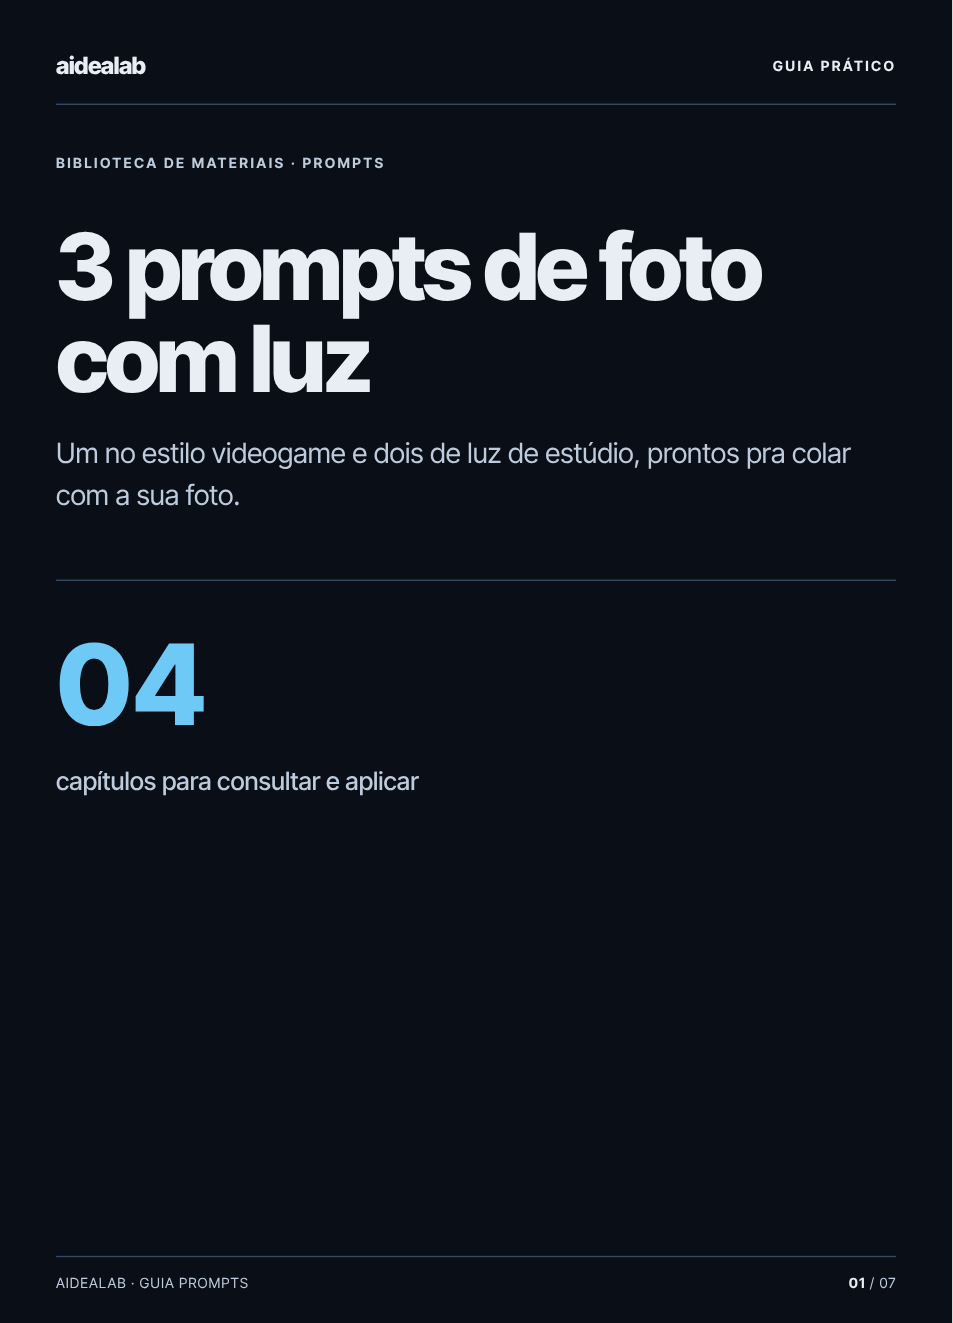 aidealab
GUIA PRÁTICO
BIBLIOTECA DE MATERIAIS · PROMPTS
3 prompts de foto
com luz
Um no estilo videogame e dois de luz de estúdio, prontos pra colar
com a sua foto.
04
capítulos para consultar e aplicar
AIDEALAB · GUIA PROMPTS
01 / 07